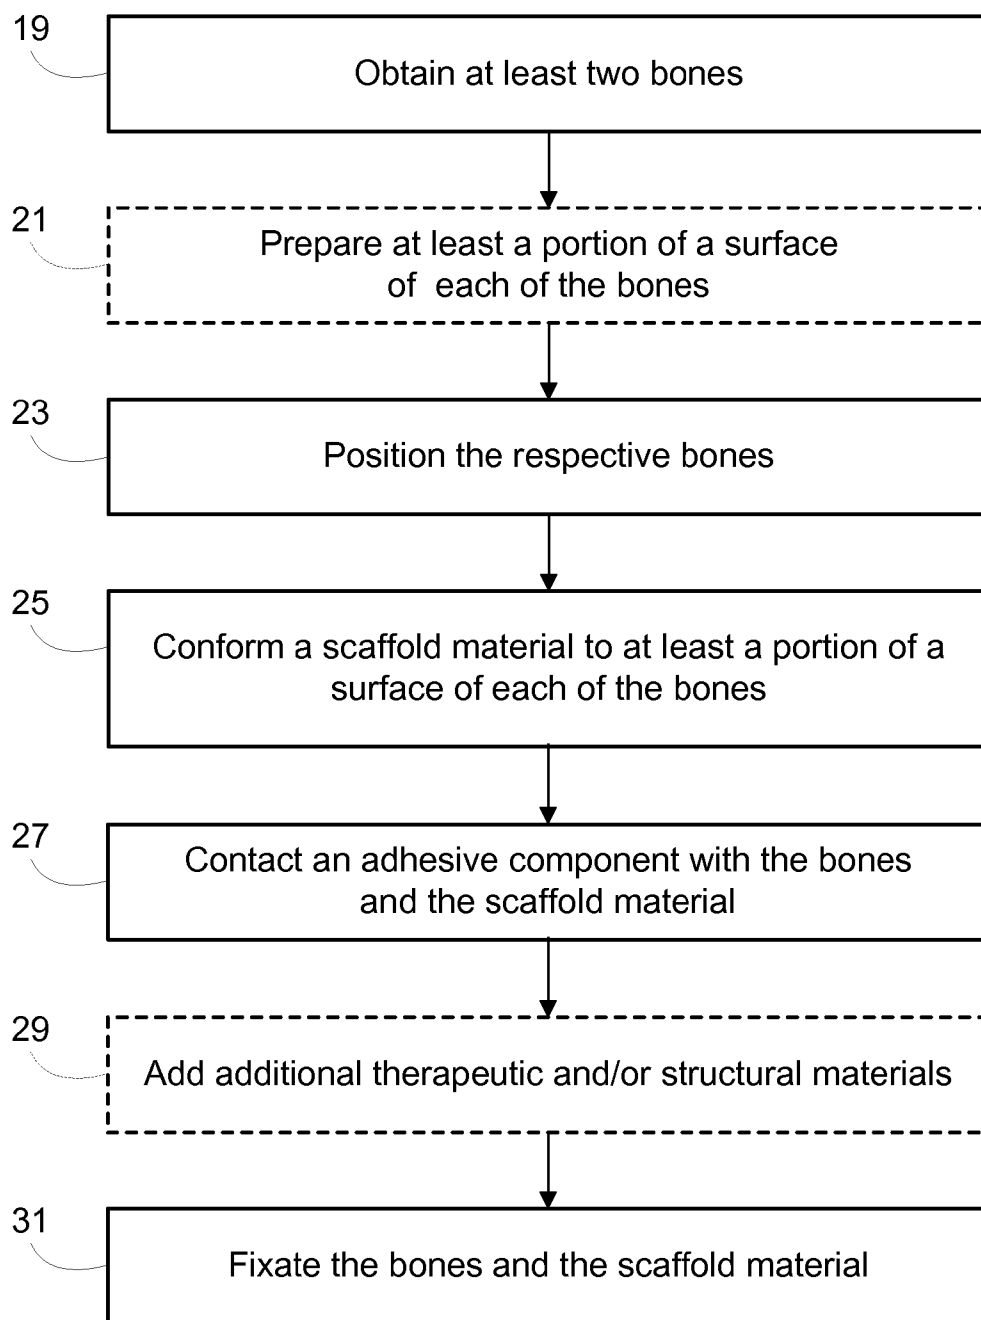 19
Obtain at least two bones
21
Prepare at least a portion of a surface
of each of the bones
23
Position the respective bones
25
Conform a scaffold material to at least a portion of a
surface of each of the bones
27
Contact an adhesive component with the bones
and the scaffold material
29
Add additional therapeutic and/or structural materials
31
Fixate the bones and the scaffold material